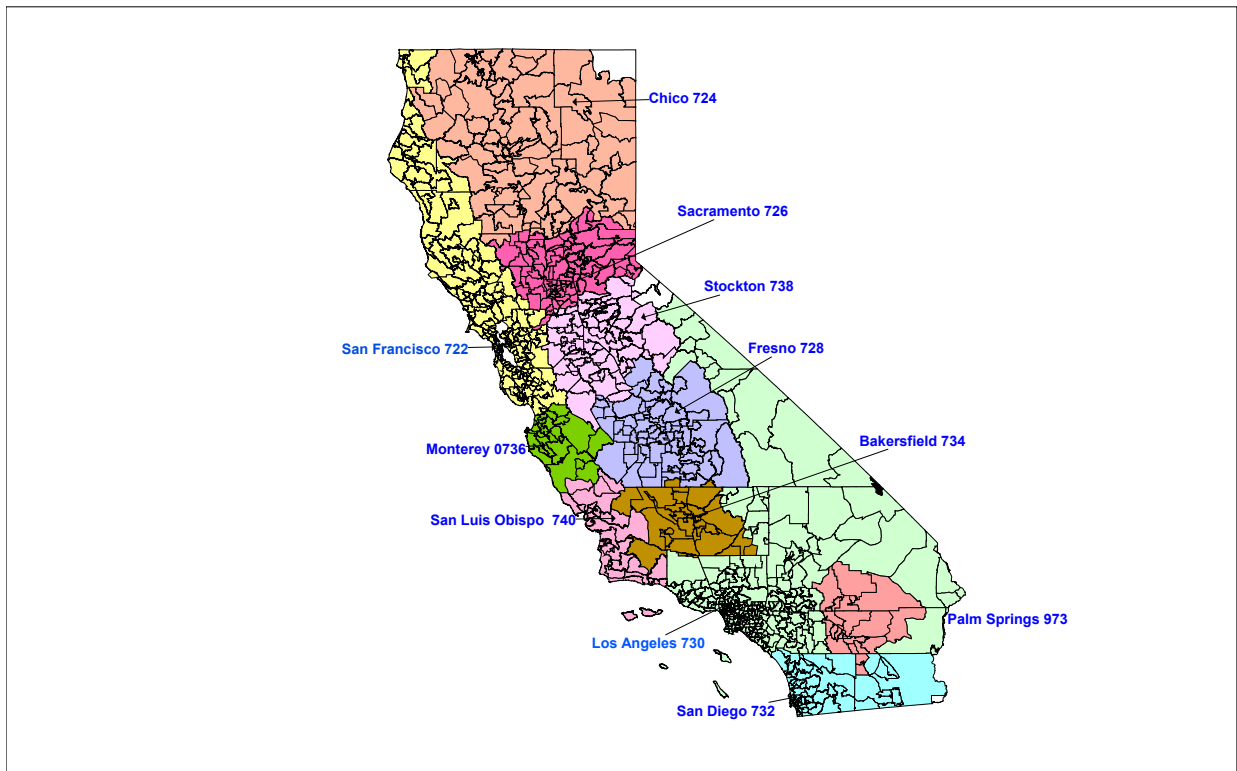 Chico 724
Sacramento 726
Stockton 738
San Francisco 722
Fresno 728
Monterey 0736
Bakersfield 734
San Luis Obispo  740
Palm Springs 973
Los Angeles 730
San Diego 732